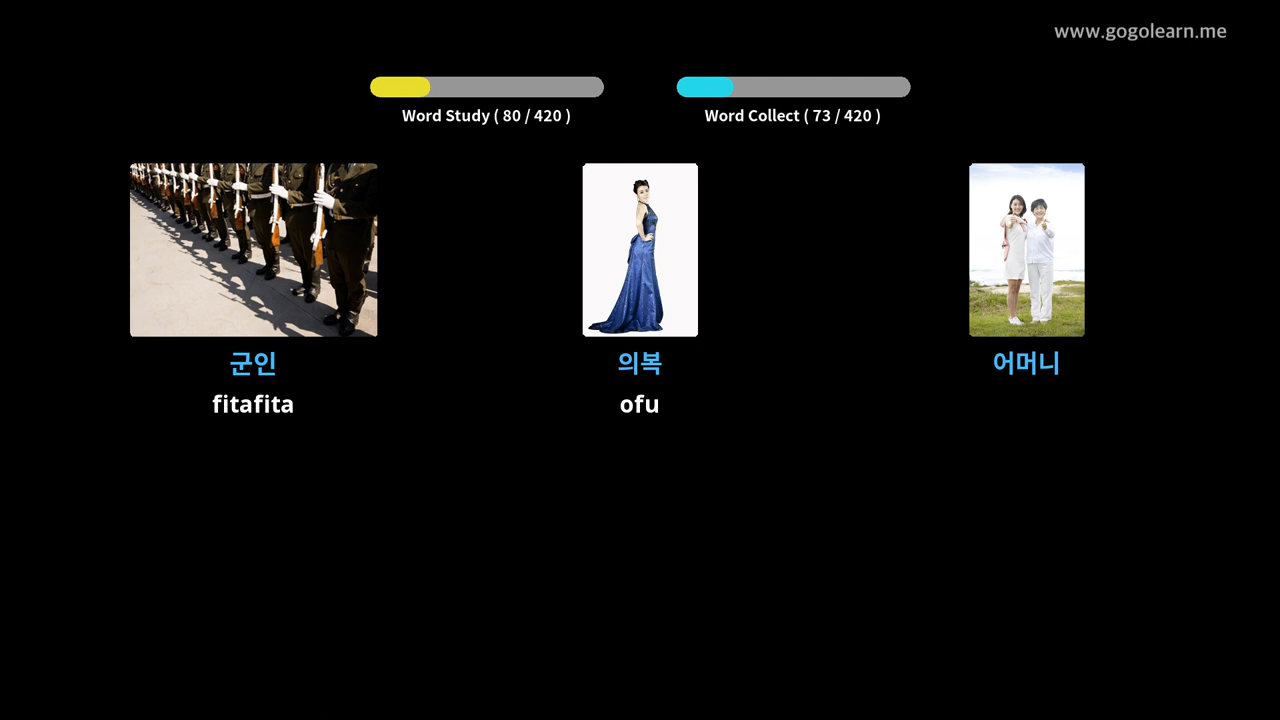 www.gogolearn.me
Word Study ( 80 / 420 )
Word Collect ( 73 / 420 )
군인
의복
어머니
fitafita
ofu